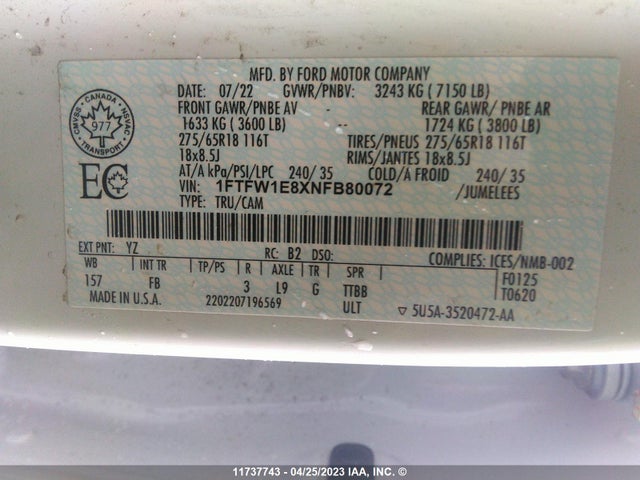 MFD. BY FORD MOTOR COMPANY
DATE: 07/22 GVWR/PNBV: 3243 KG ( 7150 LB)
FRONT GAWR/PNBE AV -- REAR GAWR/ PNBE AR
1633 KG ( 3600 LB) -- 1724 KG ( 3800 LB)
275/65R18 116T TIRES/PNEUS 275/65R18 116T
18x8.5J RIMS/JANTES 18x8.5J
AT/A kPa/PSI/LPC 240/ 35 COLD/A FROID 240/ 35
VIN: 1FTFW1E8XNFB80072 /JUMELEES
TYPE: TRU/CAM
CMVSS CANADA NSVAC
977
TRANSPORT
EC
EXT PNT: YZ RC: B2 DSO: COMPLIES: ICES/NMB-002
WB INT TR TP/PS R AXLE TR SPR F0125
157 FB 3 L9 G TTBB T0620
MADE IN U.S.A. 2202207196569 ULT ▽ 5U5A-3520472-AA
11737743 - 04/25/2023 IAA, INC. ©